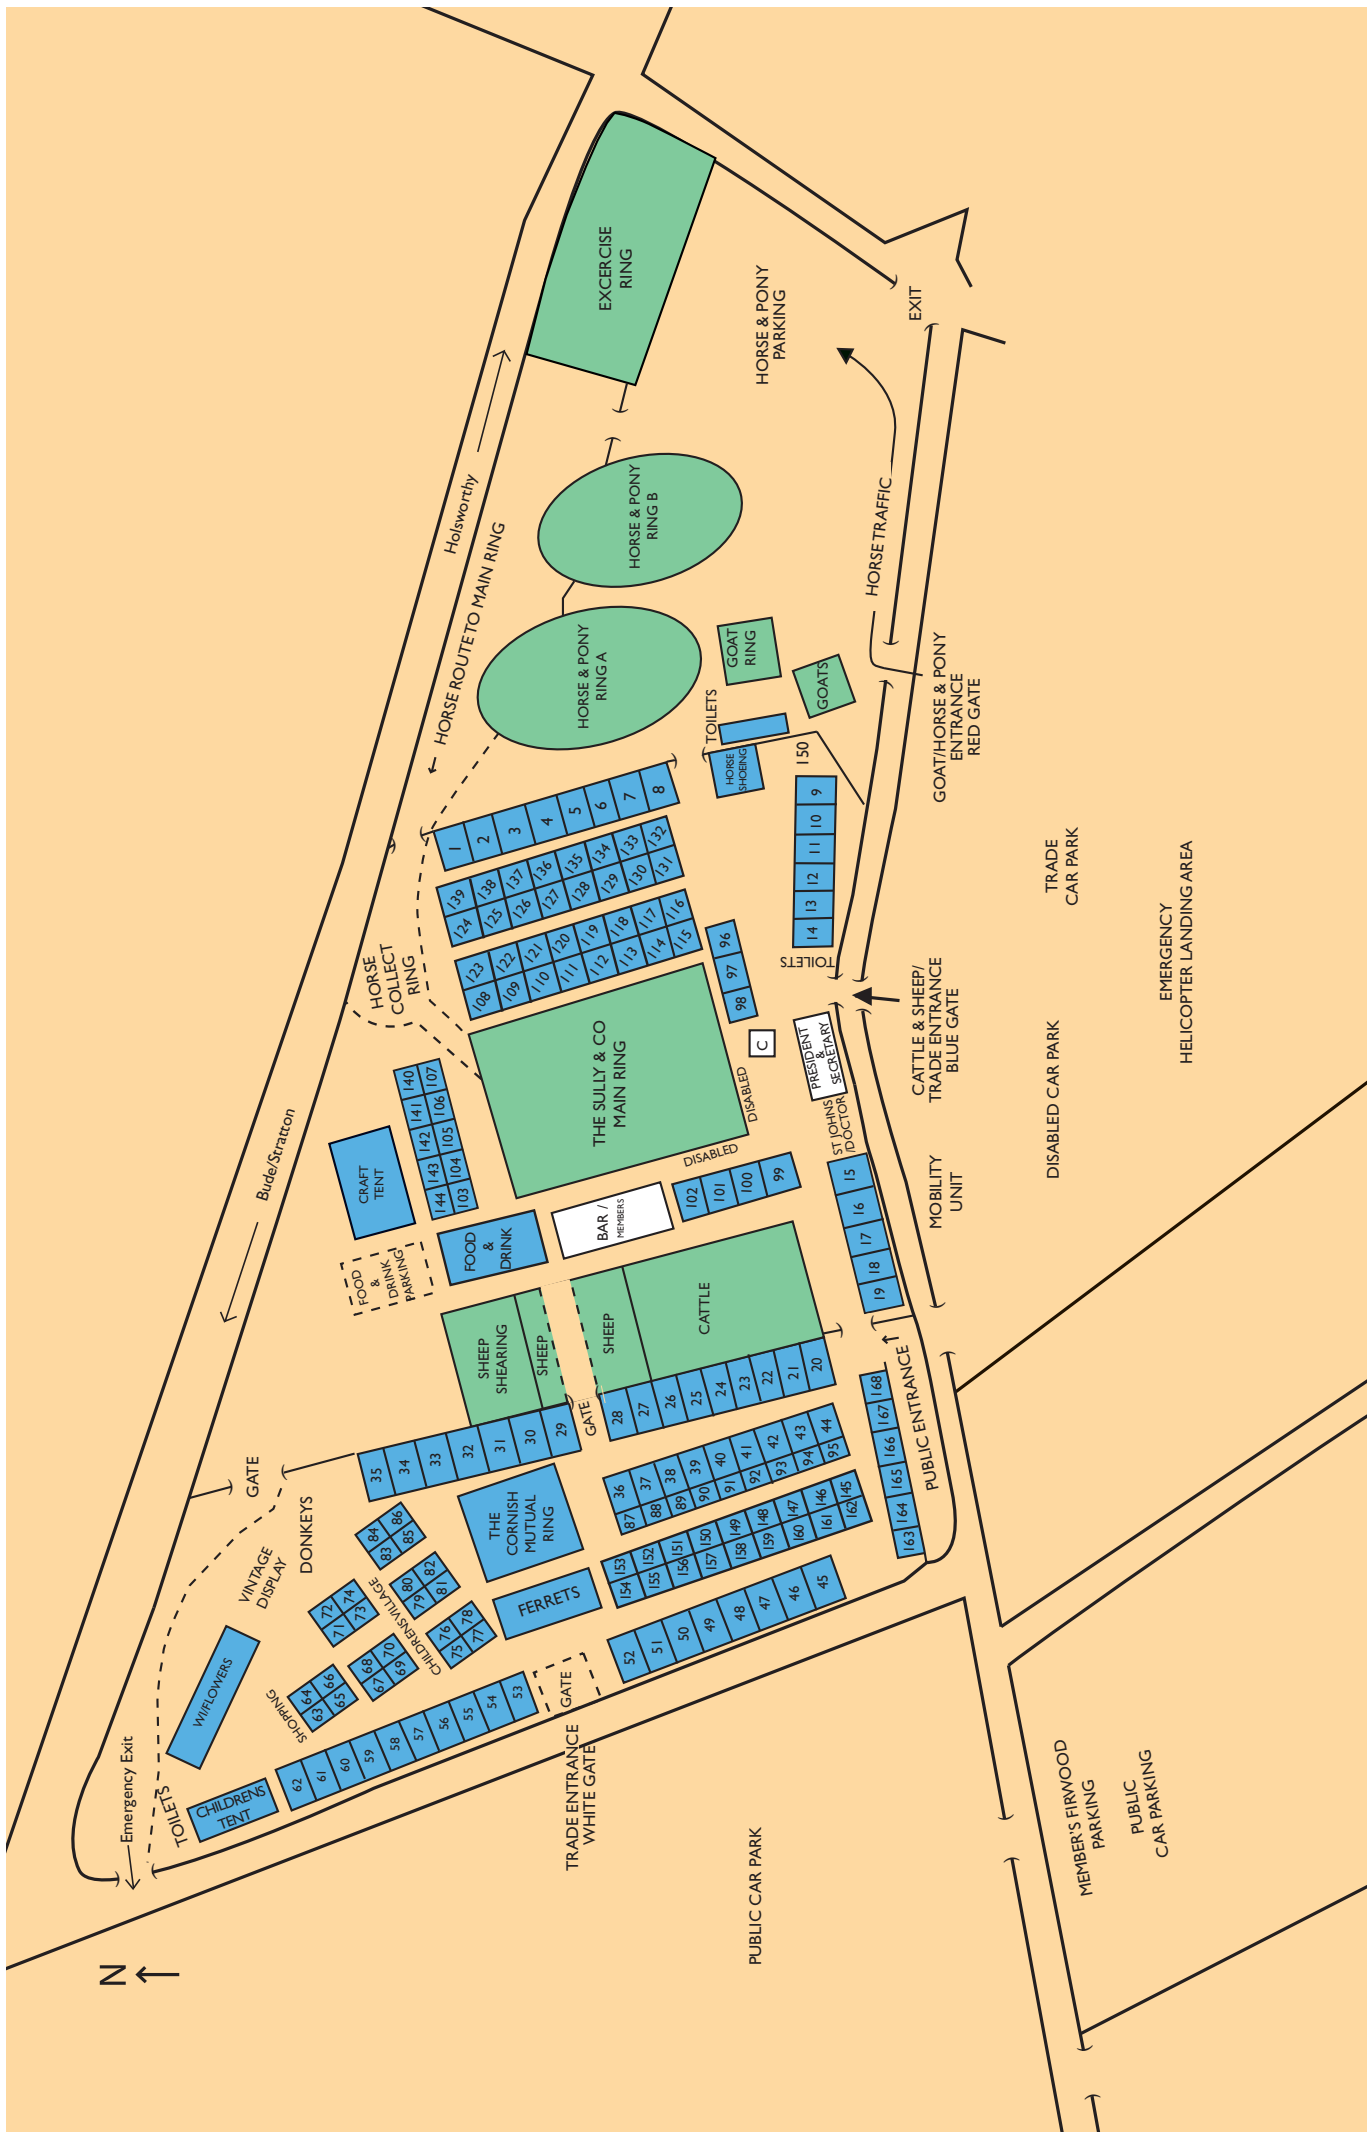 N
Emergency Exit
TOILETS
CHILDRENS
TENT
WI/FLOWERS
VINTAGE
DISPLAY
DONKEYS
GATE
SHOPPING
CHILDRENS VILLAGE
62
61
60
59
58
57
56
55
54
53
63
64
65
66
67
68
69
70
71
72
73
74
75
76
77
78
79
80
81
82
83
84
85
86
GATE
TRADE ENTRANCE
WHITE GATE
PUBLIC CAR PARK
FERRETS
THE
CORNISH
MUTUAL
RING
35
34
33
32
31
30
29
GATE
28
27
26
25
24
23
22
21
20
36
37
38
39
40
41
42
43
44
87
88
89
90
91
92
93
94
95
153
152
151
150
149
148
147
146
145
154
155
156
157
158
159
160
161
162
52
51
50
49
48
47
46
45
163
164
165
166
167
168
PUBLIC ENTRANCE
SHEEP
SHEARING
SHEEP
SHEEP
CATTLE
Bude/Stratton
FOOD
&
DRINK
PARKING
FOOD
&
DRINK
CRAFT
TENT
BAR /
MEMBERS
144
143
142
141
140
103
104
105
106
107
102
101
100
99
DISABLED
DISABLED
19
18
17
16
15
ST JOHNS
/DOCTOR
PRESIDENT
&
SECRETARY
C
THE SULLY & CO
MAIN RING
HORSE
COLLECT
RING
98
97
96
123
122
121
120
119
118
117
116
108
109
110
111
112
113
114
115
139
138
137
136
135
134
133
132
124
125
126
127
128
129
130
131
1
2
3
4
5
6
7
8
TOILETS
14
13
12
11
10
9
150
HORSE
SHOEING
TOILETS
GOAT
RING
GOATS
HORSE ROUTE TO MAIN RING
Holsworthy
HORSE & PONY
RING A
HORSE & PONY
RING B
EXCERCISE
RING
HORSE & PONY
PARKING
HORSE TRAFFIC
EXIT
GOAT/HORSE & PONY
ENTRANCE
RED GATE
CATTLE & SHEEP/
TRADE ENTRANCE
BLUE GATE
MOBILITY
UNIT
TRADE
CAR PARK
DISABLED CAR PARK
EMERGENCY
HELICOPTER LANDING AREA
MEMBER'S FIRWOOD
PARKING
PUBLIC
CAR PARKING